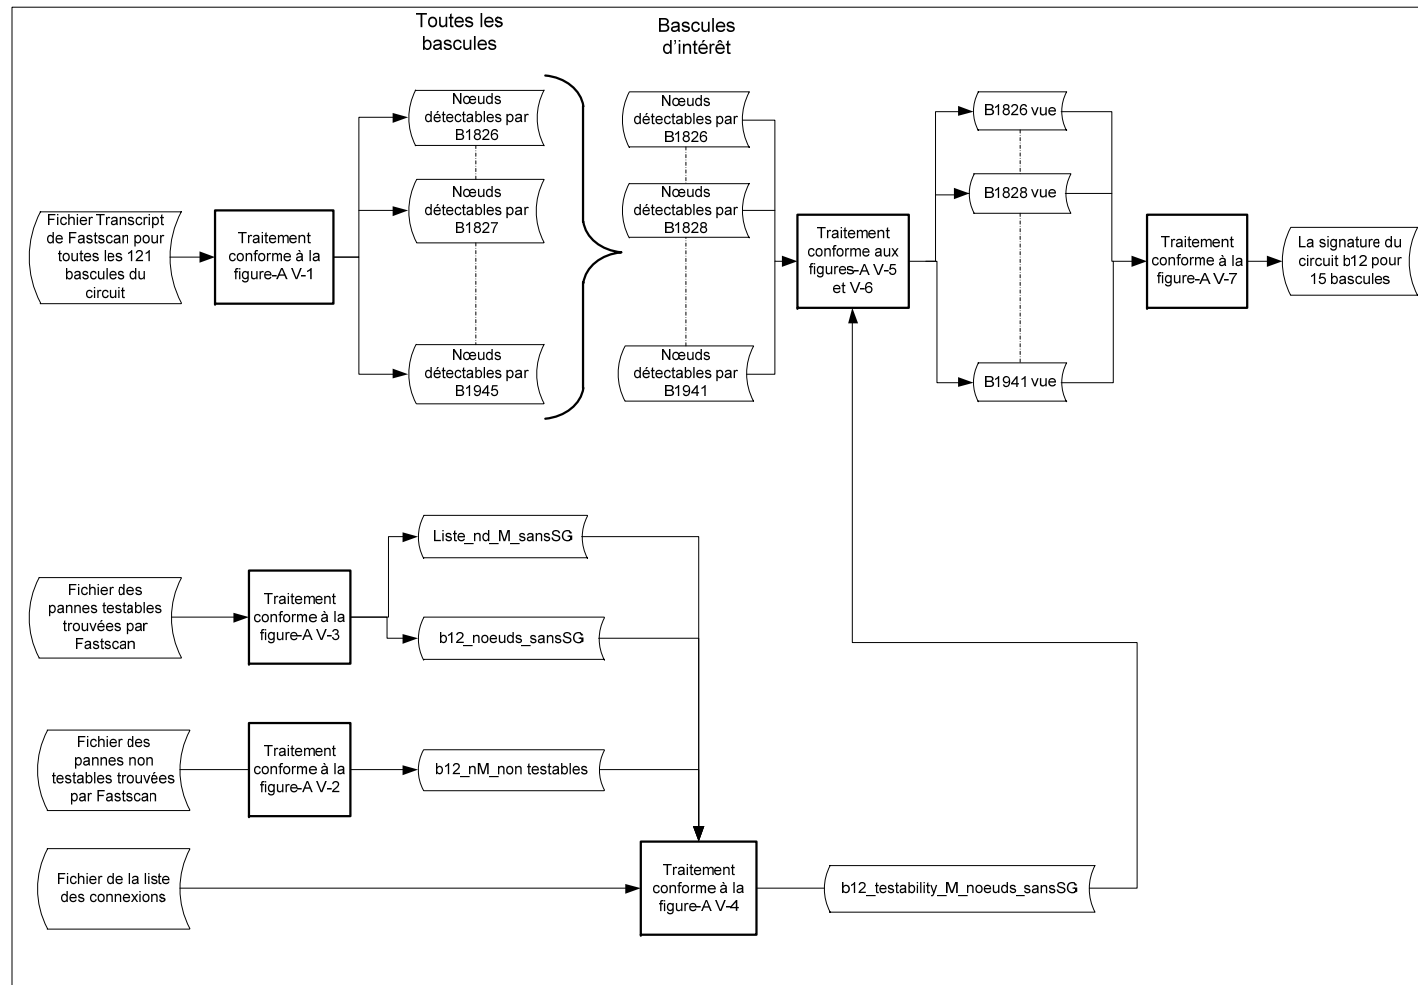 Toutes les
bascules
Bascules
d'intérêt
Nœuds
détectables par
B1826
Nœuds
détectables par
B1827
Nœuds
détectables par
B1945
Nœuds
détectables par
B1826
Nœuds
détectables par
B1828
Nœuds
détectables par
B1941
Fichier Transcript
de Fastscan pour
toutes les 121
bascules du
circuit
Traitement
conforme à la
figure-A V-1
Traitement
conforme aux
figures-A V-5
et V-6
B1826 vue
B1828 vue
B1941 vue
Traitement
conforme à la
figure-A V-7
La signature du
circuit b12 pour
15 bascules
Liste_nd_M_sansSG
Fichier des
pannes testables
trouvées par
Fastscan
Traitement
conforme à la
figure-A V-3
b12_noeuds_sansSG
Fichier des
pannes non
testables trouvées
par Fastscan
Traitement
conforme à la
figure-A V-2
b12_nM_non testables
Fichier de la liste
des connexions
Traitement
conforme à la
figure-A V-4
b12_testability_M_noeuds_sansSG